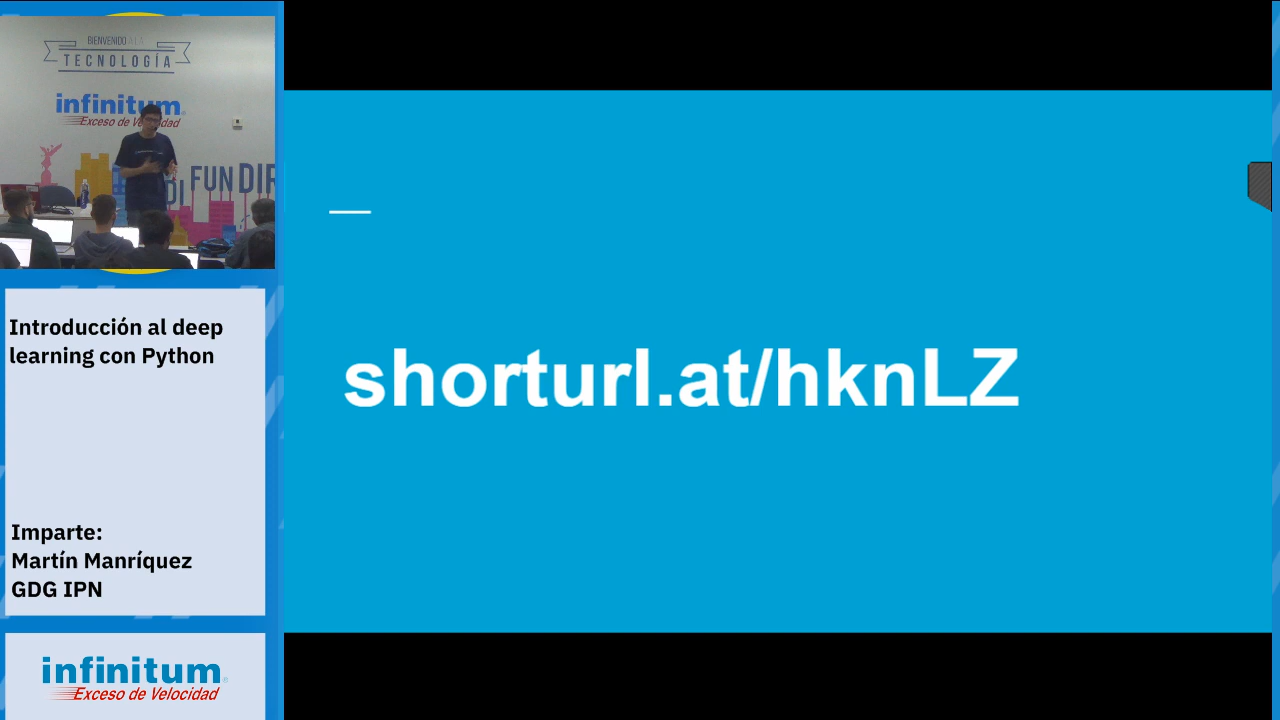 BIENVENIDO A LA
TECNOLOGÍA
infinitum
Exceso de Velocidad
FUN DIR
shorturl.at/hknLZ
Introducción al deep
learning con Python
Imparte:
Martín Manríquez
GDG IPN
infinitum
Exceso de Velocidad